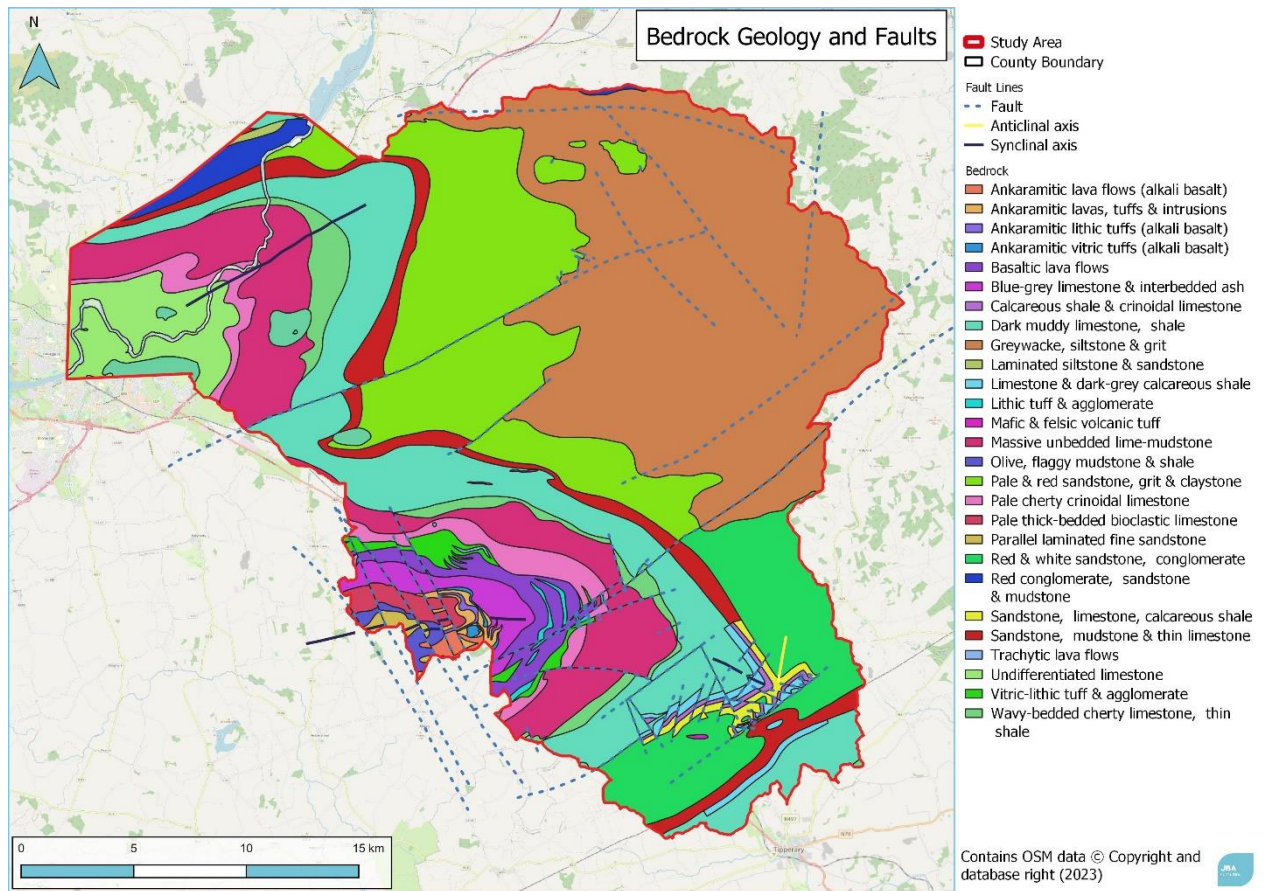 N
Bedrock Geology and Faults
Study Area
County Boundary
Fault Lines
Fault
Anticlinal axis
Synclinal axis
Bedrock
Ankaramitic lava flows (alkali basalt)
Ankaramitic lavas, tuffs & intrusions
Ankaramitic lithic tuffs (alkali basalt)
Ankaramitic vitric tuffs (alkali basalt)
Basaltic lava flows
Blue-grey limestone & interbedded ash
Calcareous shale & crinoidal limestone
Dark muddy limestone, shale
Greywacke, siltstone & grit
Laminated siltstone & sandstone
Limestone & dark-grey calcareous shale
Lithic tuff & agglomerate
Mafic & felsic volcanic tuff
Massive unbedded lime-mudstone
Olive, flaggy mudstone & shale
Pale & red sandstone, grit & claystone
Pale cherty crinoidal limestone
Pale thick-bedded bioclastic limestone
Parallel laminated fine sandstone
Red & white sandstone, conglomerate
Red conglomerate, sandstone
& mudstone
Sandstone, limestone, calcareous shale
Sandstone, mudstone & thin limestone
Trachytic lava flows
Undifferentiated limestone
Vitric-lithic tuff & agglomerate
Wavy-bedded cherty limestone, thin
shale
0 5 10 15 km
Tipperary
Contains OSM data © Copyright and
database right (2023)
JBA